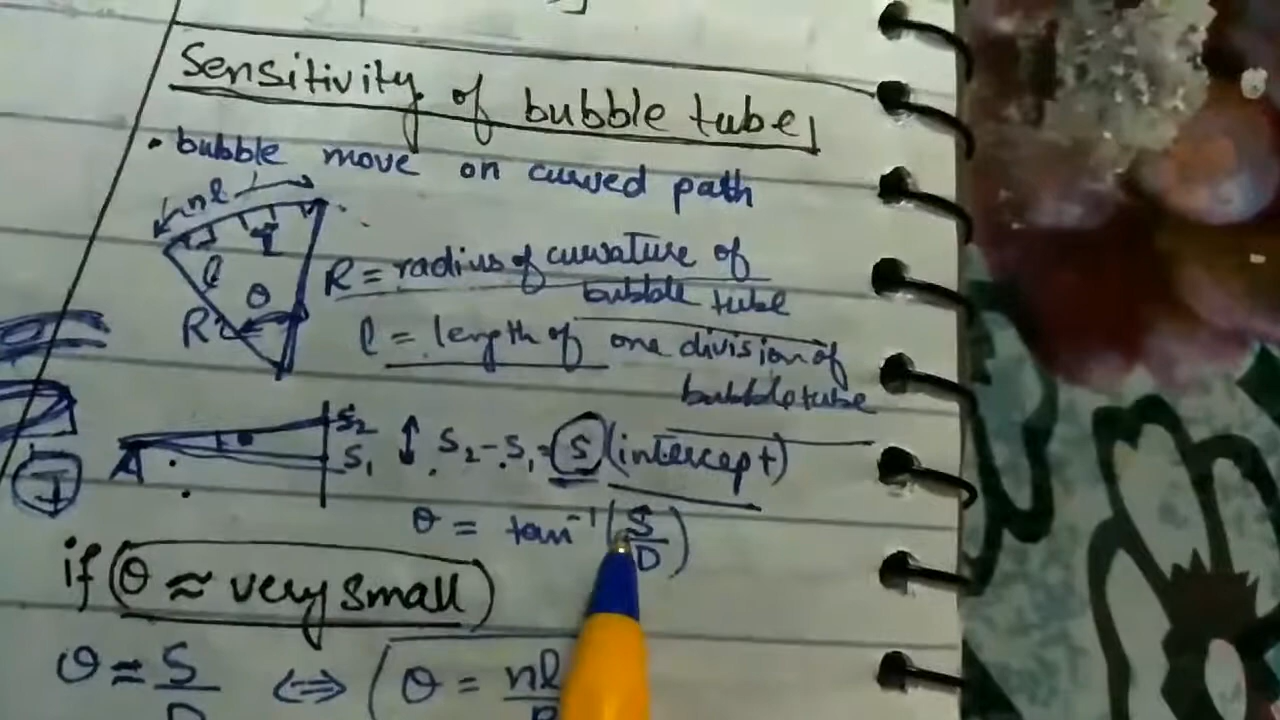 Sensitivity of bubble tube
• bubble move on curved path
nl
l
l
θ
R
R = radius of curvature of
bubble tube
l = length of one division of
bubble tube
S2
A
S1
S2 - S1 = S (intercept)
θ = tan⁻¹(S/D)
if θ ≈ very small
θ = S/D ⇔ θ = nl/R